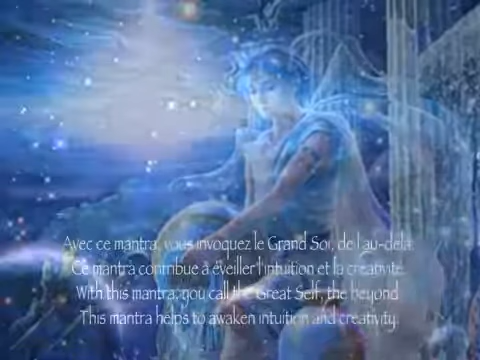 Avec ce mantra, vous invoquez le Grand Soi, de l'au-delà.
Ce mantra contribue à éveiller l'intuition et la créativité.
With this mantra, you call the Great Self, the beyond
This mantra helps to awaken intuition and creativity.